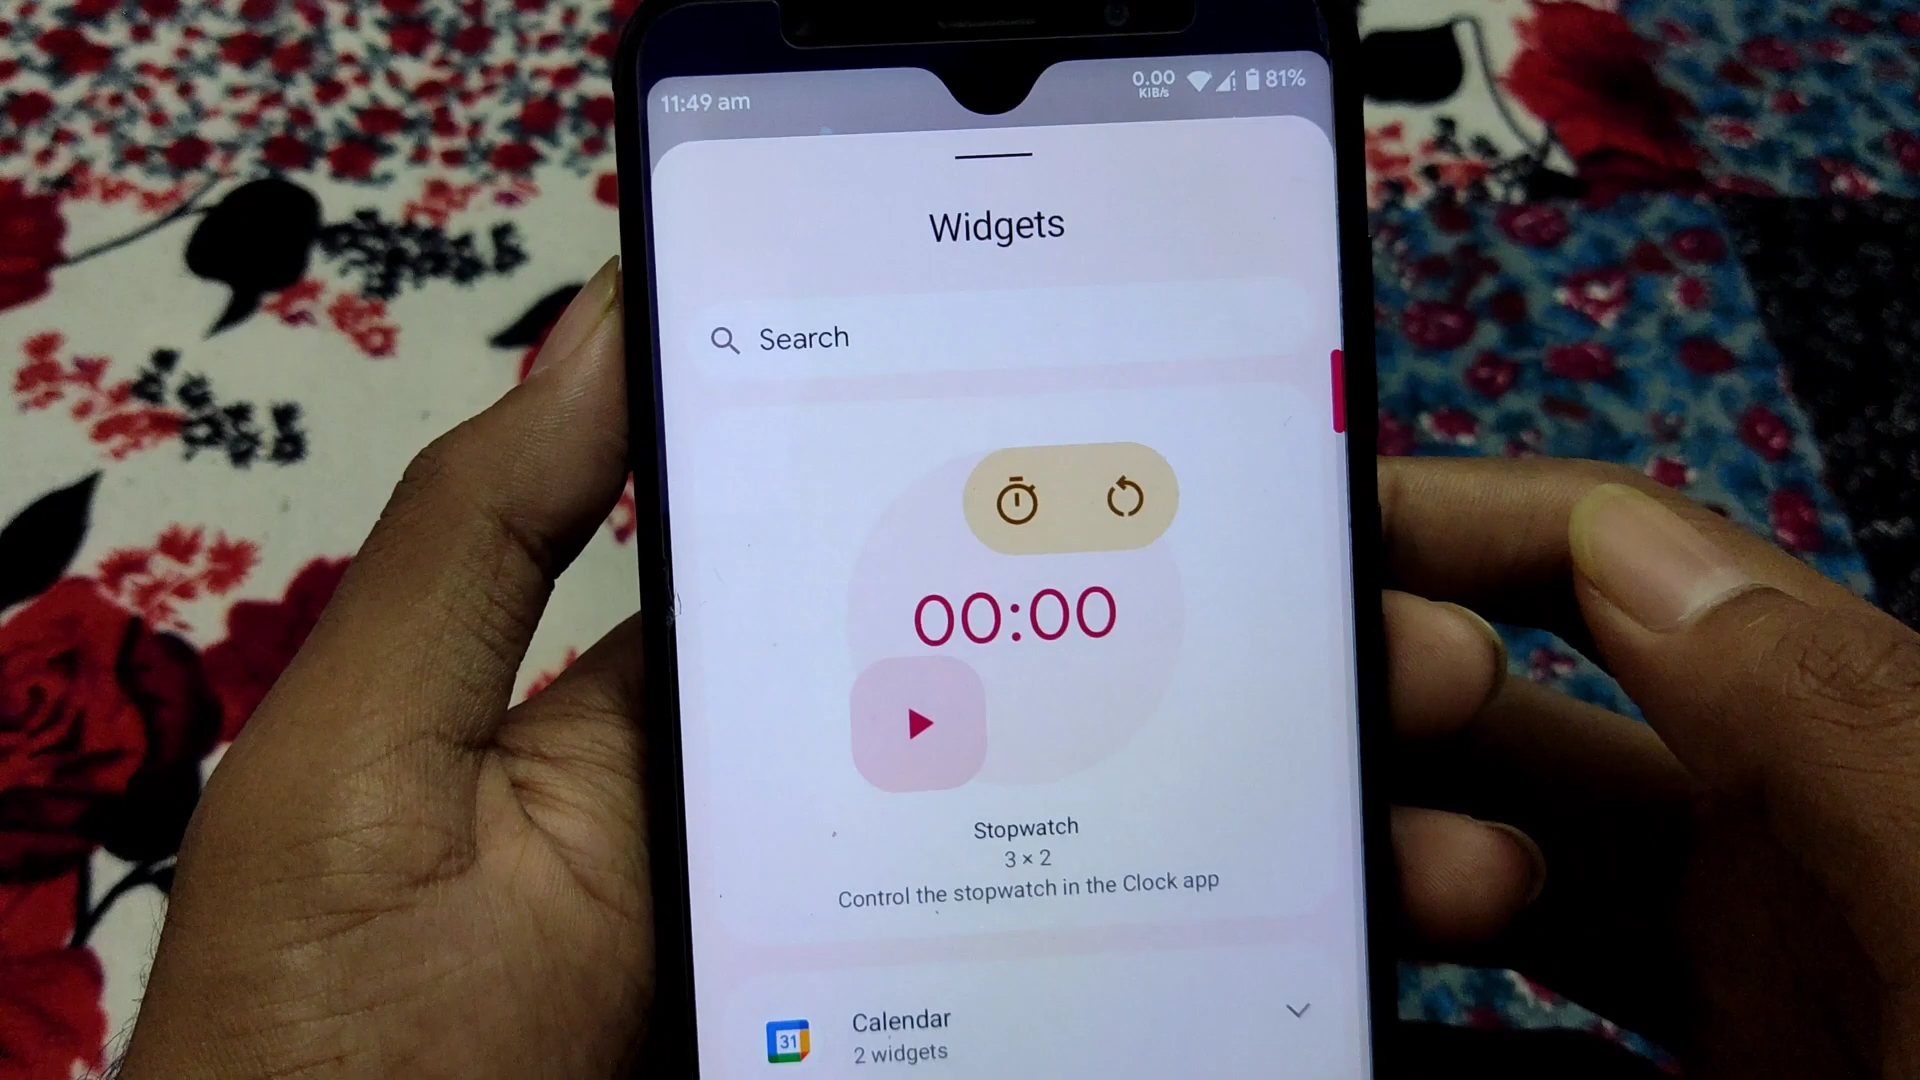 11:49 am
0.00
KiB/s
81%
Widgets
Search
00:00
Stopwatch
3 × 2
Control the stopwatch in the Clock app
31
Calendar
2 widgets